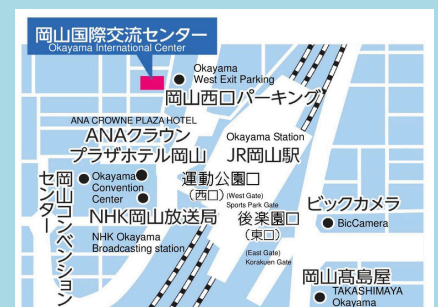 岡山国際交流センター
Okayama International Center
Okayama
West Exit Parking
岡山西口パーキング
ANA CROWNE PLAZA HOTEL
ANAクラウン
プラザホテル岡山
Okayama Station
JR岡山駅
Okayama
Convention
Center
岡山コンベンション
センター
運動公園口
(西口)
(West Gate)
Sports Park Gate
NHK岡山放送局
NHK Okayama
Broadcasting station
後楽園口
(東口)
(East Gate)
Korakuen Gate
ビックカメラ
BicCamera
岡山髙島屋
TAKASHIMAYA
Okayama